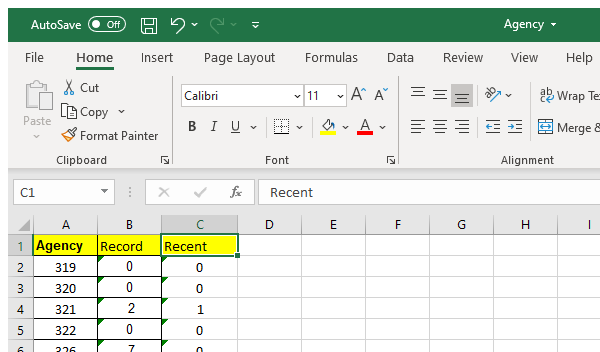 AutoSave Off Agency
File Home Insert Page Layout Formulas Data Review View Help
Cut
Copy
Format Painter
Paste
Clipboard
Calibri 11
B I U A
Font
ab Wrap Te
Merge &
Alignment
C1 fx Recent
A B C D E F G H I
1 Agency Record Recent
2 319 0 0
3 320 0 0
4 321 2 1
5 322 0 0
6 326 7 0